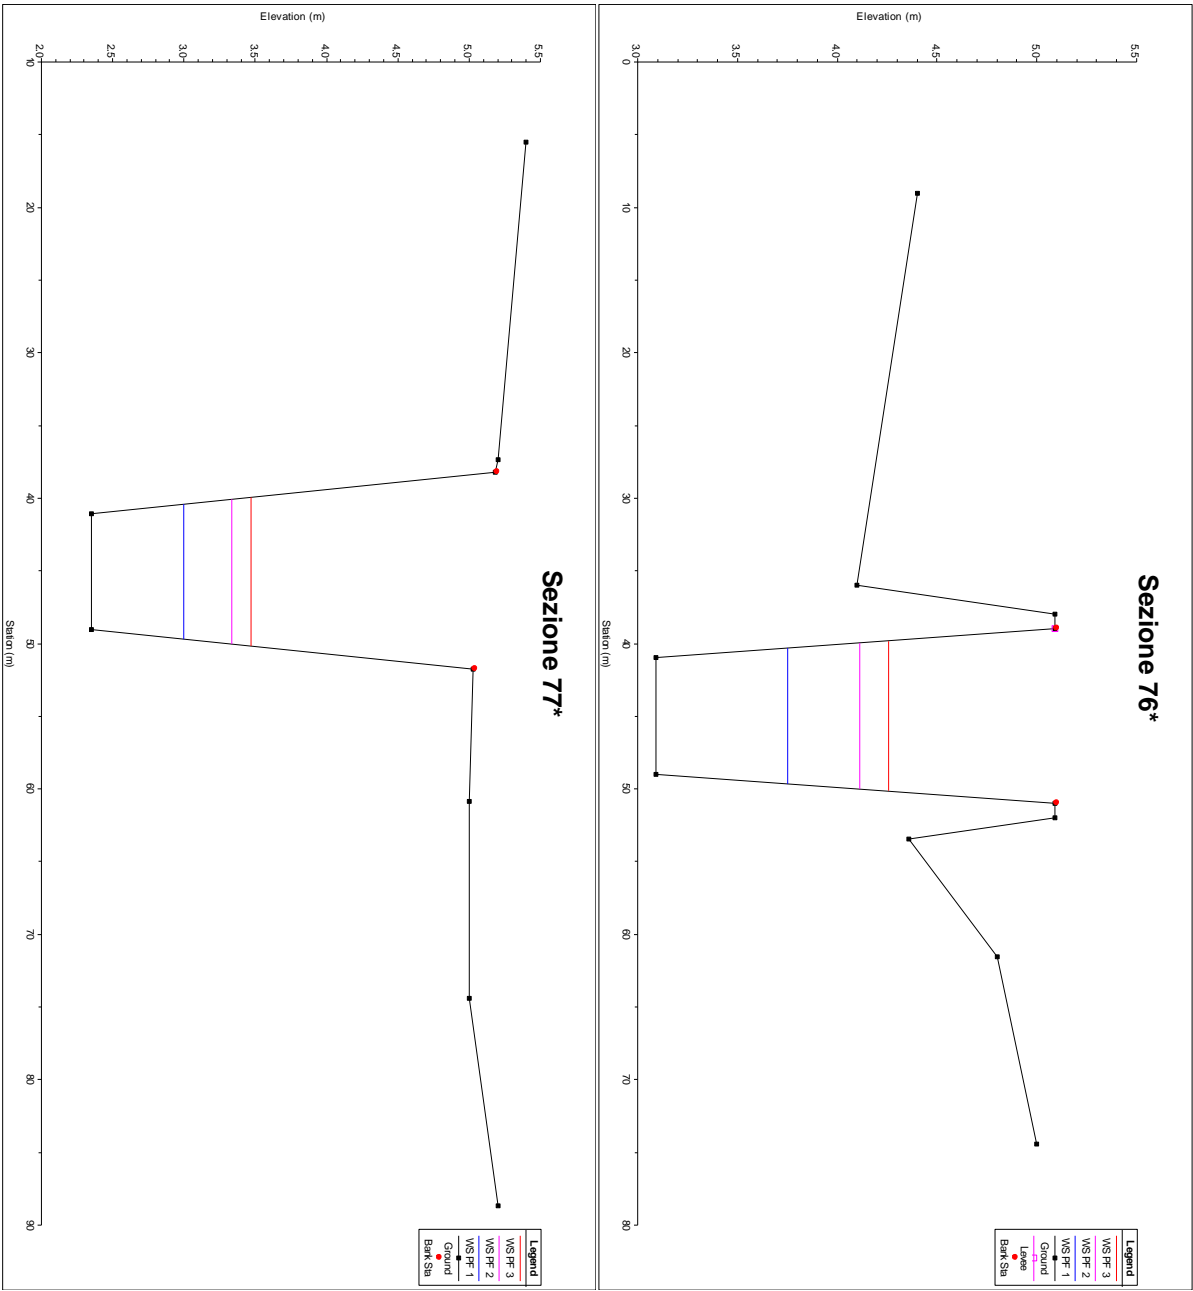 Sezione 76*
Elevation (m)
5.5
5.0
4.5
4.0
3.5
3.0
0
10
20
30
40
50
60
70
80
Station (m)
Legend
WS PF 3
WS PF 2
WS PF 1
Ground
Levee
Bank Sta
Sezione 77*
Elevation (m)
5.5
5.0
4.5
4.0
3.5
3.0
2.5
2.0
10
20
30
40
50
60
70
80
90
Station (m)
Legend
WS PF 3
WS PF 2
WS PF 1
Ground
Bank Sta